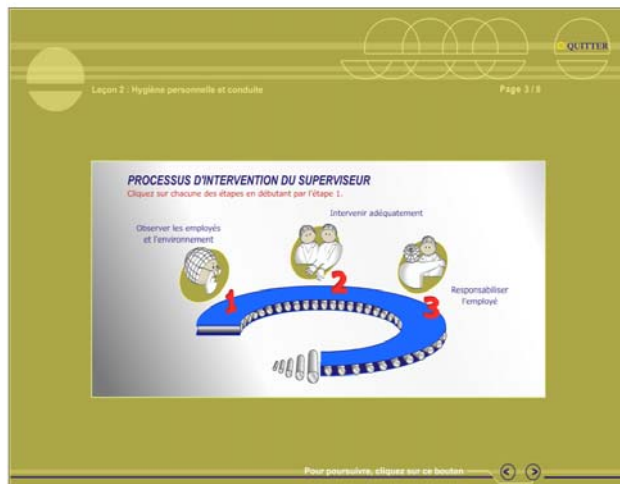 QUITTER
Leçon 2 : Hygiène personnelle et conduite
Page 3 / 8
PROCESSUS D'INTERVENTION DU SUPERVISEUR
Cliquez sur chacune des étapes en débutant par l'étape 1.
Observer les employés
et l'environnement
Intervenir adéquatement
Responsabiliser
l'employé
1
2
3
Pour poursuivre, cliquez sur ce bouton